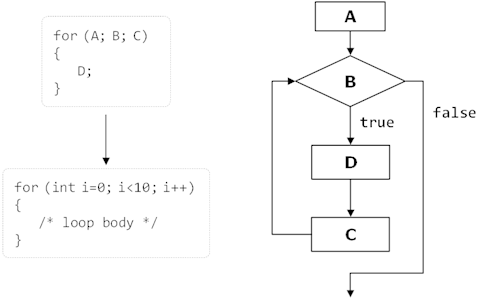 for (A; B; C)
{
D;
}
for (int i=0; i<10; i++)
{
/* loop body */
}
A
B
true
false
D
C